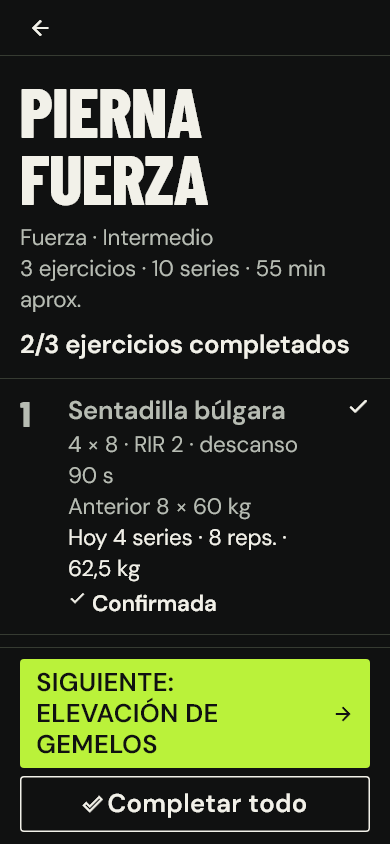 PIERNA
FUERZA
Fuerza · Intermedio
3 ejercicios · 10 series · 55 min
aprox.
2/3 ejercicios completados
1
Sentadilla búlgara
4 × 8 · RIR 2 · descanso
90 s
Anterior 8 × 60 kg
Hoy 4 series · 8 reps. ·
62,5 kg
Confirmada
SIGUIENTE:
ELEVACIÓN DE
GEMELOS
Completar todo